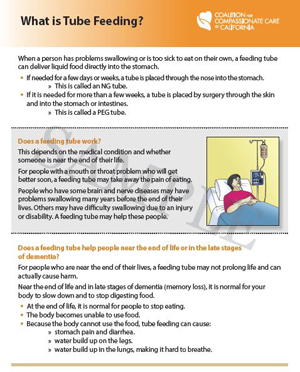 What is Tube Feeding?
COALITION FOR
COMPASSIONATE CARE
OF CALIFORNIA
When a person has problems swallowing or is too sick to eat on their own, a feeding tube
can deliver liquid food directly into the stomach.
• If needed for a few days or weeks, a tube is placed through the nose into the stomach.
» This is called an NG tube.
• If it is needed for more than a few weeks, a tube is placed by surgery through the skin
and into the stomach or intestines.
» This is called a PEG tube.
Does a feeding tube work?
This depends on the medical condition and whether
someone is near the end of their life.
For people with a mouth or throat problem who will get
better soon, a feeding tube may take away the pain of eating.
People who have some brain and nerve diseases may have
problems swallowing many years before the end of their
lives. Others may have difficulty swallowing due to an injury
or disability. A feeding tube may help these people.
Does a feeding tube help people near the end of life or in the late stages
of dementia?
For people who are near the end of their lives, a feeding tube may not prolong life and can
actually cause harm.
Near the end of life and in late stages of dementia (memory loss), it is normal for your
body to slow down and to stop digesting food.
• At the end of life, it is normal for people to stop eating.
• The body becomes unable to use food.
• Because the body cannot use the food, tube feeding can cause:
» stomach pain and diarrhea.
» water build up on the legs.
» water build up in the lungs, making it hard to breathe.
SAMPLE